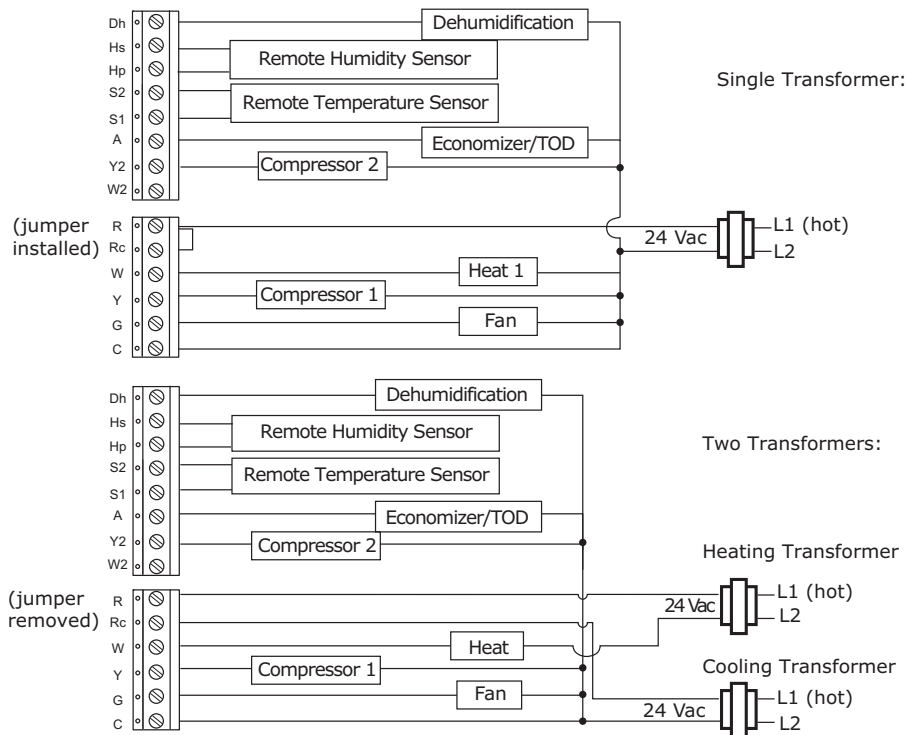 Dh
Dehumidification
Hs
Remote Humidity Sensor
Hp
Single Transformer:
S2
Remote Temperature Sensor
S1
A
Economizer/TOD
Y2
Compressor 2
W2
(jumper
installed)
R
L1 (hot)
24 Vac
Rc
L2
W
Heat 1
Y
Compressor 1
G
Fan
C
Dh
Dehumidification
Hs
Remote Humidity Sensor
Hp
Two Transformers:
S2
Remote Temperature Sensor
S1
A
Economizer/TOD
Y2
Compressor 2
Heating Transformer
W2
(jumper
removed)
R
L1 (hot)
24 Vac
Rc
L2
W
Heat
Cooling Transformer
Y
Compressor 1
G
Fan
L1 (hot)
24 Vac
C
L2